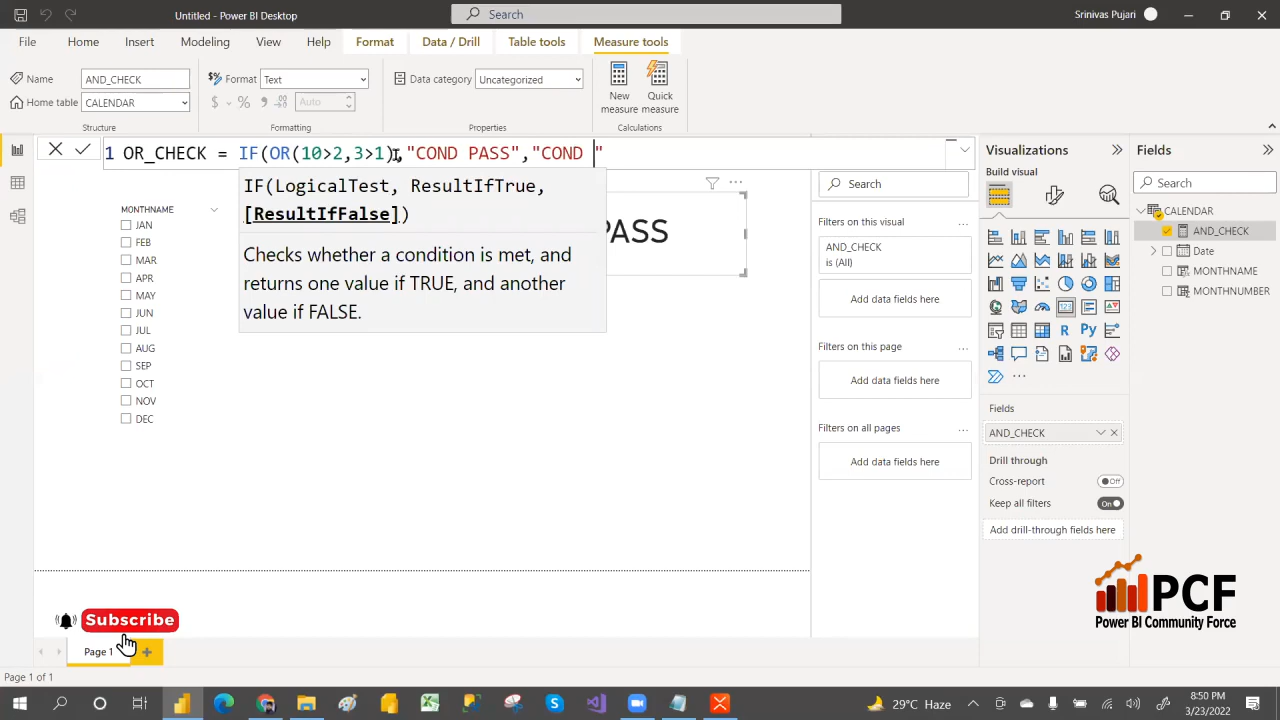 Untitled - Power BI Desktop
Search
Srinivas Pujari
File Home Insert Modeling View Help Format Data / Drill Table tools Measure tools
Name AND_CHECK
Home table CALENDAR
Structure
Format Text
$ % Auto
Formatting
Data category Uncategorized
Properties
New measure
Quick measure
Calculations
1 OR_CHECK = IF(OR(10>2,3>1),"COND PASS","COND "
IF(LogicalTest, ResultIfTrue,
[ResultIfFalse])
Checks whether a condition is met, and
returns one value if TRUE, and another
value if FALSE.
PASS
MONTHNAME
JAN
FEB
MAR
APR
MAY
JUN
JUL
AUG
SEP
OCT
NOV
DEC
Search
Filters on this visual
AND_CHECK
is (All)
Add data fields here
Filters on this page
Add data fields here
Filters on all pages
Add data fields here
Visualizations
Build visual
R Py
Fields
AND_CHECK
Drill through
Cross-report Off
Keep all filters On
Add drill-through fields here
Fields
Search
CALENDAR
AND_CHECK
Date
MONTHNAME
MONTHNUMBER
PCF
Power BI Community Force
Subscribe
Page 1
Page 1 of 1
29°C Haze
8:50 PM
3/23/2022